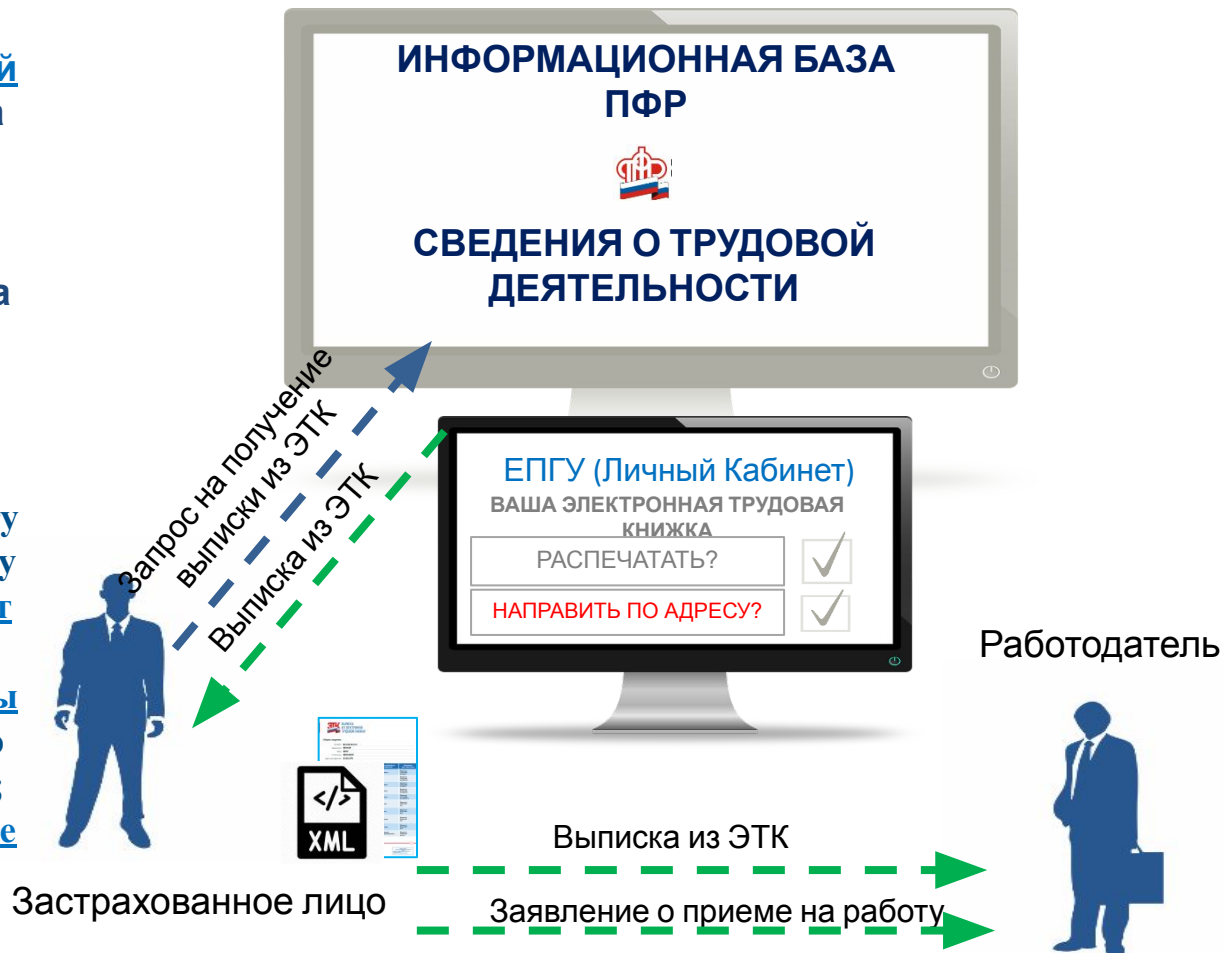 ИНФОРМАЦИОННАЯ БАЗА
ПФР
СВЕДЕНИЯ О ТРУДОВОЙ
ДЕЯТЕЛЬНОСТИ
Запрос на получение
выписки из ЭТК
Выписка из ЭТК
ЕПГУ (Личный Кабинет)
ВАША ЭЛЕКТРОННАЯ ТРУДОВАЯ
КНИЖКА
РАСПЕЧАТАТЬ?
НАПРАВИТЬ ПО АДРЕСУ?
Работодатель
XML
Выписка из ЭТК
Застрахованное лицо
Заявление о приеме на работу